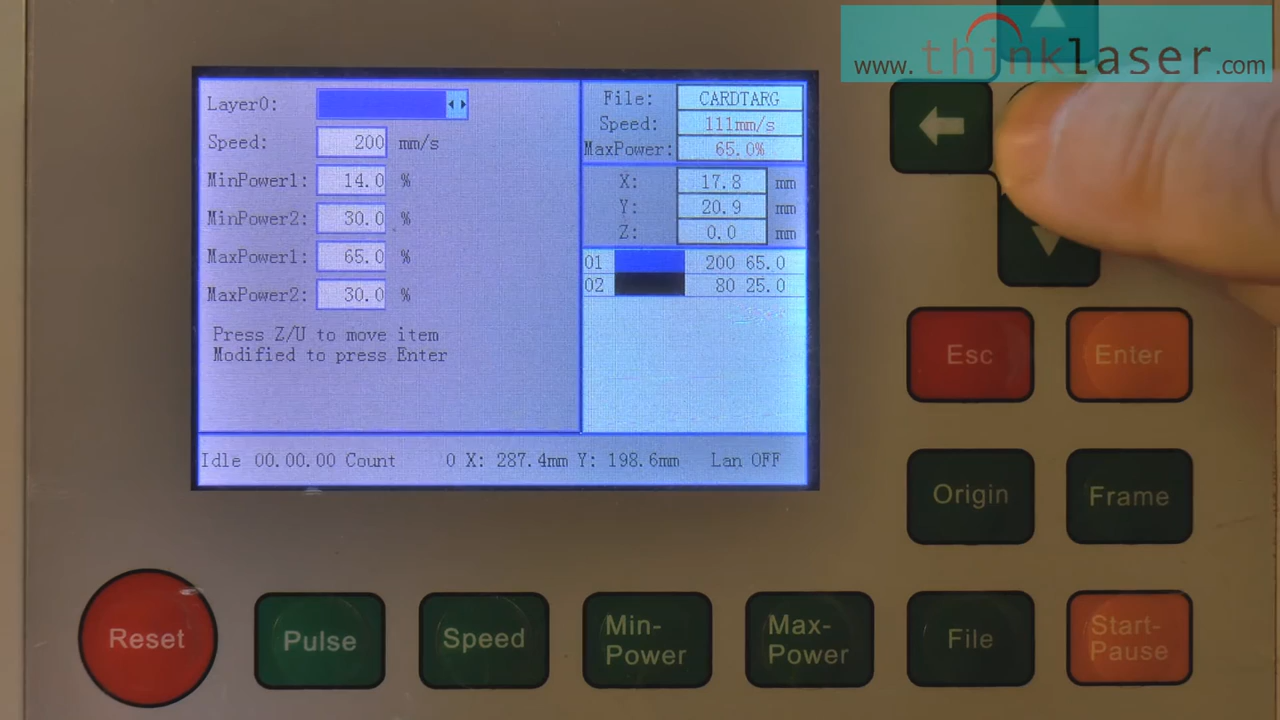 www.thinklaser.com
Layer0:
Speed: 200 mm/s
MinPower1: 14.0 %
MinPower2: 30.0 %
MaxPower1: 65.0 %
MaxPower2: 30.0 %
Press Z/U to move item
Modified to press Enter
File: CARDTARG
Speed: 111mm/s
MaxPower: 65.0%
X: 17.8 mm
Y: 20.9 mm
Z: 0.0 mm
01 200 65.0
02 80 25.0
Idle 00.00.00 Count 0 X: 287.4mm Y: 198.6mm Lan OFF
Esc
Enter
Origin
Frame
Reset
Pulse
Speed
Min-
Power
Max-
Power
File
Start-
Pause